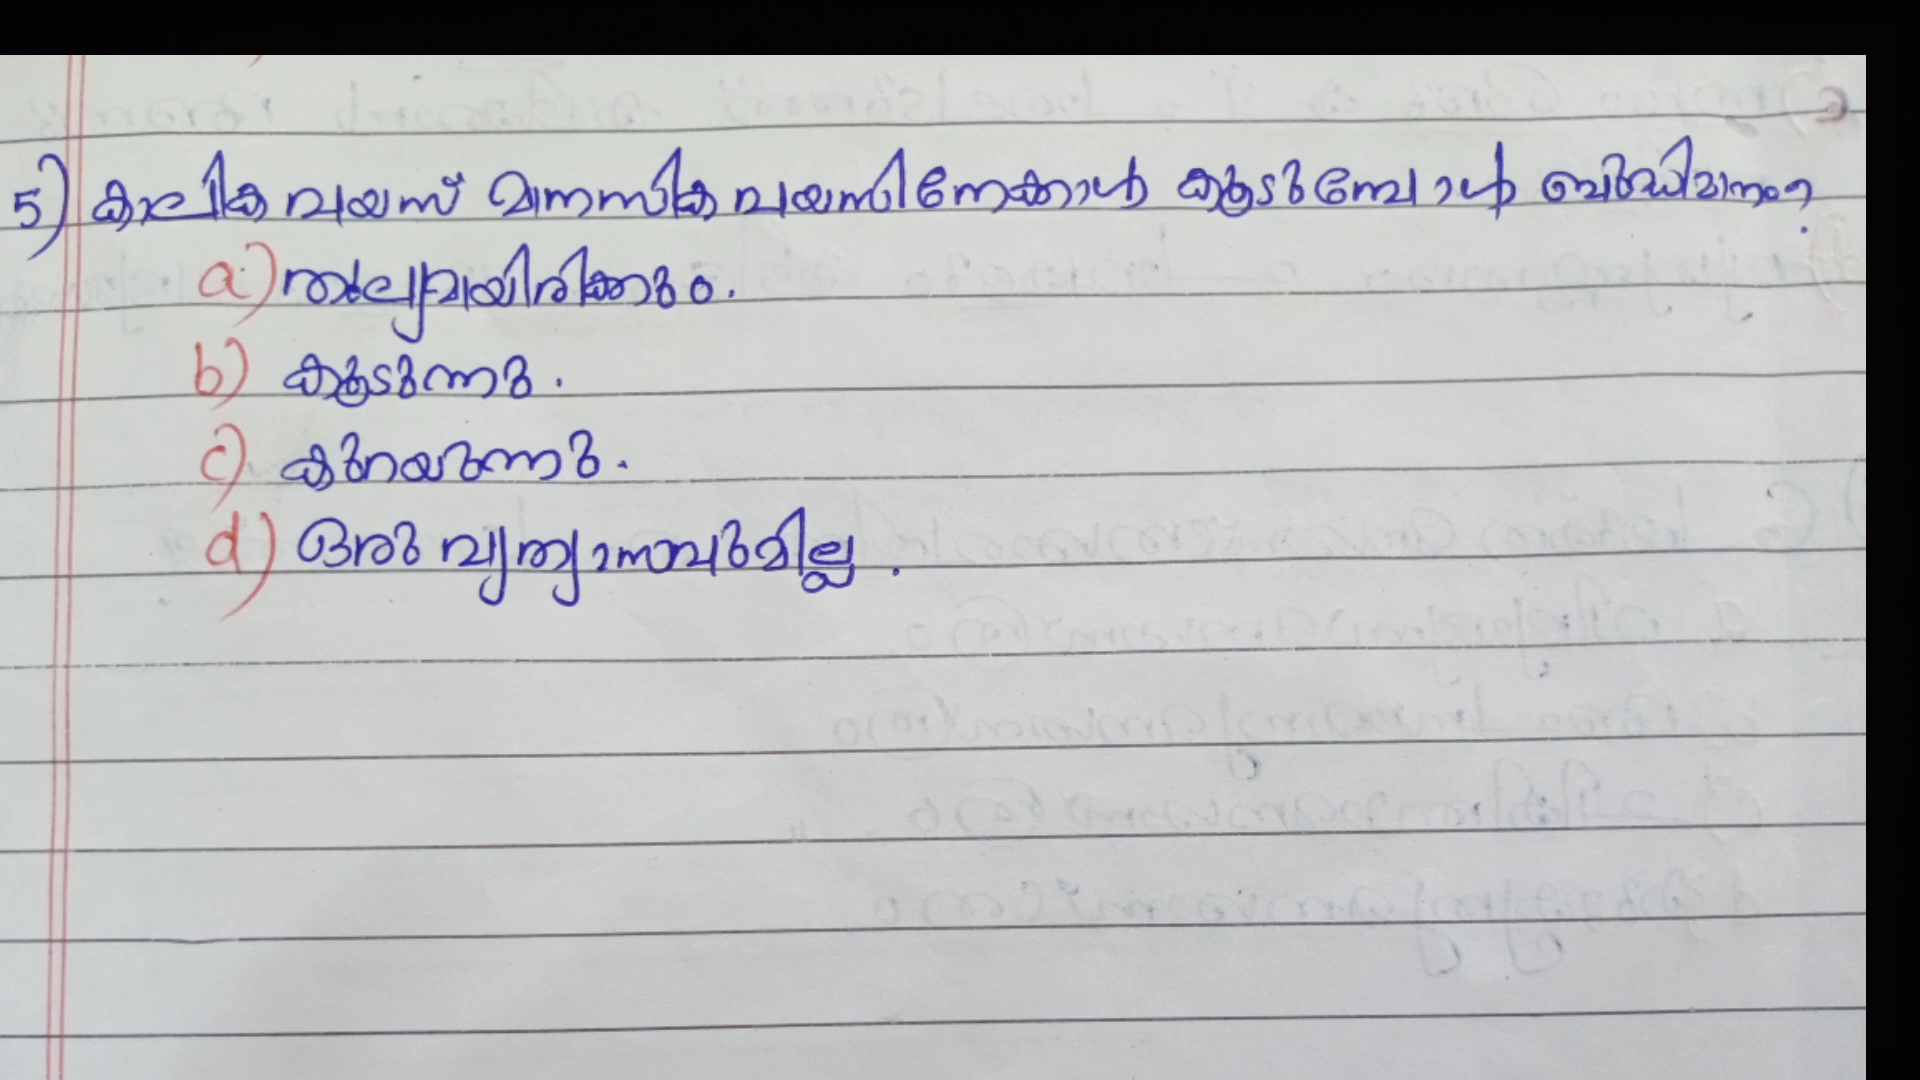 5) കാലിക വയസ് മാനസിക വയസിനേക്കാൾ കൂടുമ്പോൾ ബുദ്ധിമാനം?
a) തുല്യമായിരിക്കും.
b) കൂടുന്നു.
c) കുറയുന്നു.
d) ഒരു വ്യത്യാസവുമില്ല.